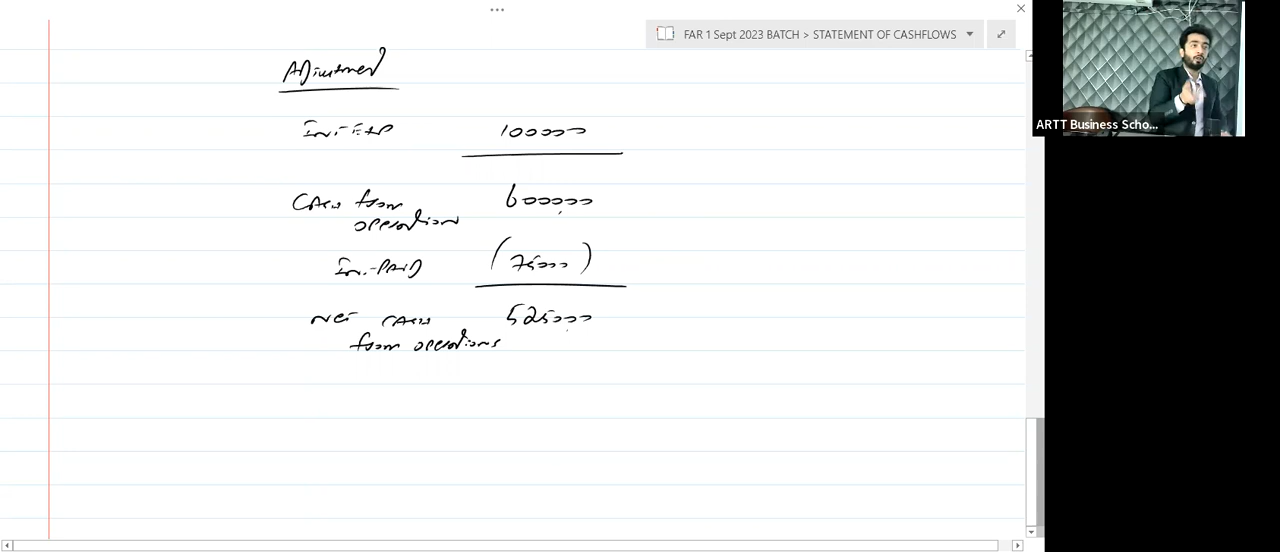 FAR 1 Sept 2023 BATCH > STATEMENT OF CASHFLOWS
ARTT Business Scho...
Adjustment
Int-Exp 100000
Cash from 600000
operations
Int-PAID (75000)
Net cash 525000
from operations